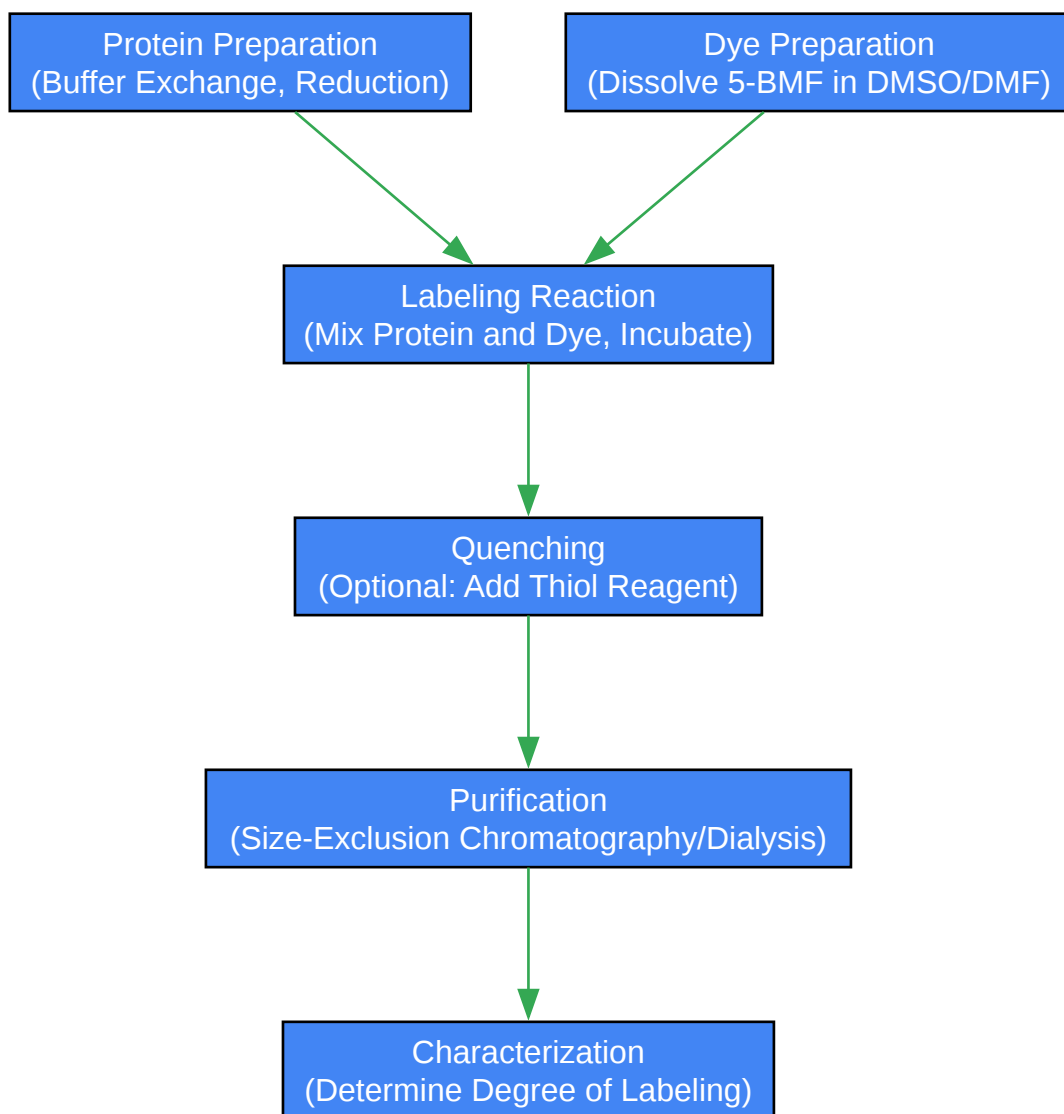 Protein Preparation
(Buffer Exchange, Reduction)
Dye Preparation
(Dissolve 5-BMF in DMSO/DMF)
Labeling Reaction
(Mix Protein and Dye, Incubate)
Quenching
(Optional: Add Thiol Reagent)
Purification
(Size-Exclusion Chromatography/Dialysis)
Characterization
(Determine Degree of Labeling)